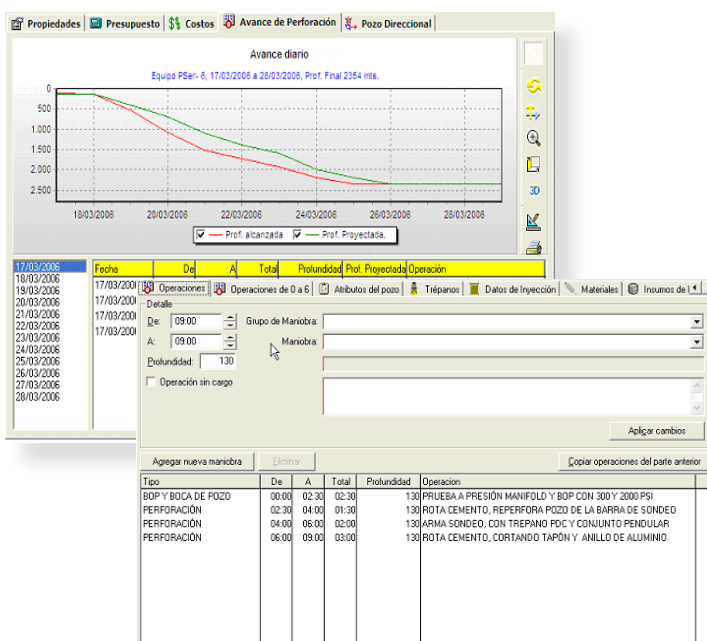 Propiedades Presupuesto $$ Costos Avance de Perforación Pozo Direccional
Avance diario
Equipo PSer- 6, 17/03/2006 a 28/03/2006, Prof. Final 2354 mts.
0
500
1.000
1.500
2.000
2.500
18/03/2006 20/03/2006 22/03/2006 24/03/2006 26/03/2006 28/03/2006
Prof. alcanzada Prof. Proyectada.
3D
17/03/2006
18/03/2006
19/03/2006
20/03/2006
21/03/2006
22/03/2006
23/03/2006
24/03/2006
25/03/2006
26/03/2006
27/03/2006
28/03/2006
Fecha De A Total Profundidad Prof. Proyectada Operación
17/03/200
17/03/200
17/03/200
17/03/200
Operaciones Operaciones de 0 a 6 Atributos del pozo Trépanos Datos de Inyección Materiales Insumos de
Detalle
De: 09:00 Grupo de Maniobra:
A: 09:00 Maniobra:
Profundidad: 130
Operación sin cargo
Aplicar cambios
Agregar nueva maniobra Eliminar Copiar operaciones del parte anterior
Tipo De A Total Profundidad Operacion
BOP Y BOCA DE POZO 00:00 02:30 02:30 130 PRUEBA A PRESIÓN MANIFOLD Y BOP CON 300 Y 2000 PSI
PERFORACIÓN 02:30 04:00 01:30 130 ROTA CEMENTO, REPERFORA POZO DE LA BARRA DE SONDEO
PERFORACIÓN 04:00 06:00 02:00 130 ARMA SONDEO, CON TREPANO PDC Y CONJUNTO PENDULAR
PERFORACIÓN 06:00 09:00 03:00 130 ROTA CEMENTO, CORTANDO TAPÓN Y ANILLO DE ALUMINIO